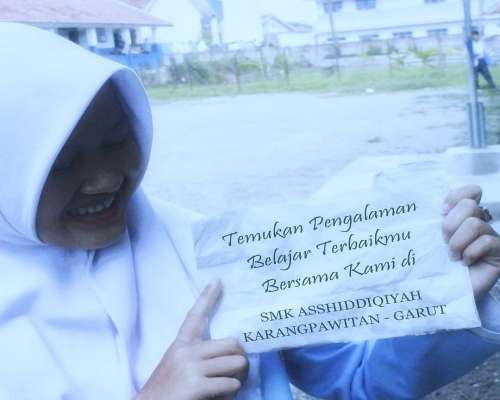 Temukan Pengalaman
Belajar Terbaikmu
Bersama Kami di
SMK ASSHIDDIQIYAH
KARANGPAWITAN - GARUT